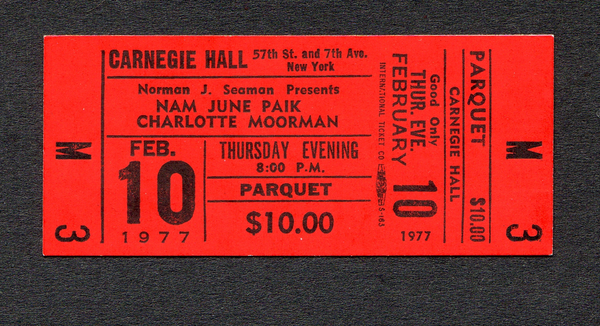 M 3
CARNEGIE HALL
57th St. and 7th Ave.
New York
Norman J. Seaman Presents
NAM JUNE PAIK
CHARLOTTE MOORMAN
FEB.
10
1977
THURSDAY EVENING
8:00 P.M.
PARQUET
$10.00
INTERNATIONAL TICKET CO
Good Only
THUR. EVE.
FEBRUARY
10
1977
CARNEGIE HALL
PARQUET $10.00
M 3